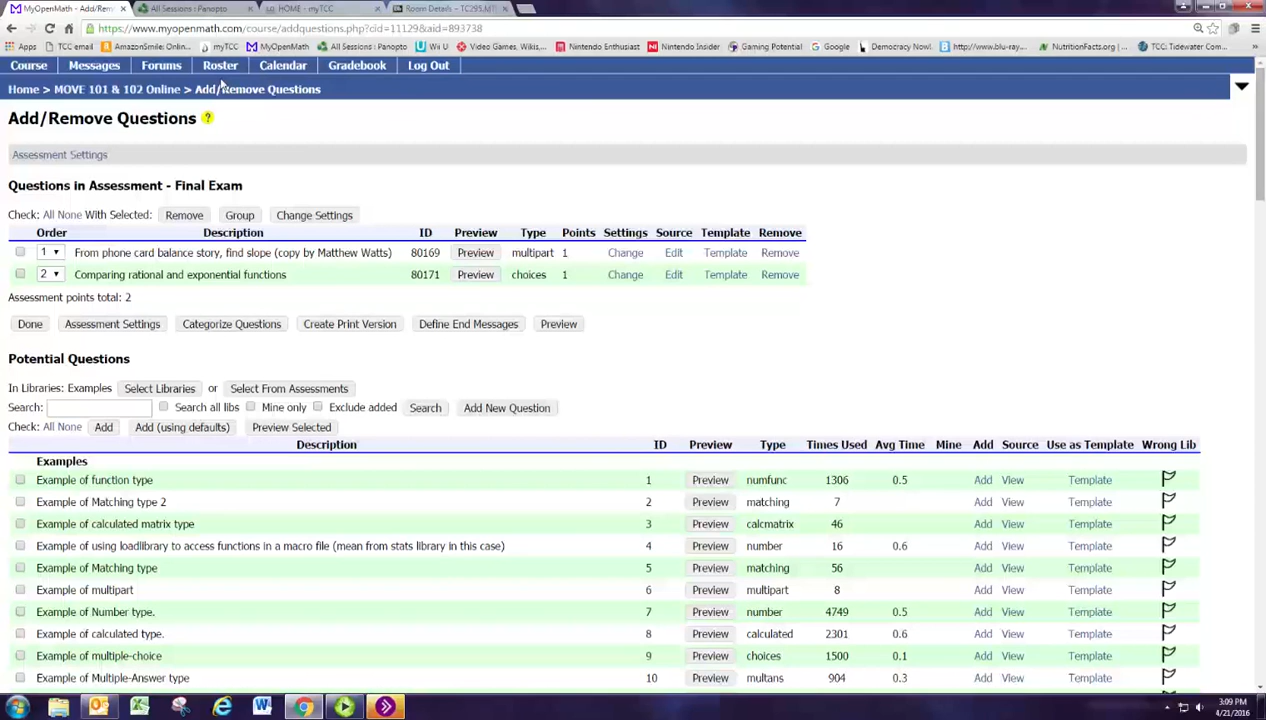 MyOpenMath - Add/Rem All Sessions : Panopto HOME - myTCC Room Details - TC295.MTI
https://www.myopenmath.com/course/addquestions.php?cid=11129&aid=893738
Apps TCC email AmazonSmile: Onlin... myTCC MyOpenMath All Sessions : Panopto Wii U Video Games, Wikis,... Nintendo Enthusiast Nintendo Insider Gaming Potential Google Democracy Now! http://www.blu-ray... NutritionFacts.org | TCC: Tidewater Com...
Course Messages Forums Roster Calendar Gradebook Log Out
Home > MOVE 101 & 102 Online > Add/Remove Questions
Add/Remove Questions ?
Assessment Settings
Questions in Assessment - Final Exam
Check: All None With Selected: Remove Group Change Settings
Order Description ID Preview Type Points Settings Source Template Remove
1 From phone card balance story, find slope (copy by Matthew Watts) 80169 Preview multipart 1 Change Edit Template Remove
2 Comparing rational and exponential functions 80171 Preview choices 1 Change Edit Template Remove
Assessment points total: 2
Done Assessment Settings Categorize Questions Create Print Version Define End Messages Preview
Potential Questions
In Libraries: Examples Select Libraries or Select From Assessments
Search: Search all libs Mine only Exclude added Search Add New Question
Check: All None Add Add (using defaults) Preview Selected
Description ID Preview Type Times Used Avg Time Mine Add Source Use as Template Wrong Lib
Examples
Example of function type 1 Preview numfunc 1306 0.5 Add View Template
Example of Matching type 2 2 Preview matching 7 Add View Template
Example of calculated matrix type 3 Preview calcmatrix 46 Add View Template
Example of using loadlibrary to access functions in a macro file (mean from stats library in this case) 4 Preview number 16 0.6 Add View Template
Example of Matching type 5 Preview matching 56 Add View Template
Example of multipart 6 Preview multipart 8 Add View Template
Example of Number type. 7 Preview number 4749 0.5 Add View Template
Example of calculated type. 8 Preview calculated 2301 0.6 Add View Template
Example of multiple-choice 9 Preview choices 1500 0.1 Add View Template
Example of Multiple-Answer type 10 Preview multans 904 0.3 Add View Template
3:09 PM
4/21/2016